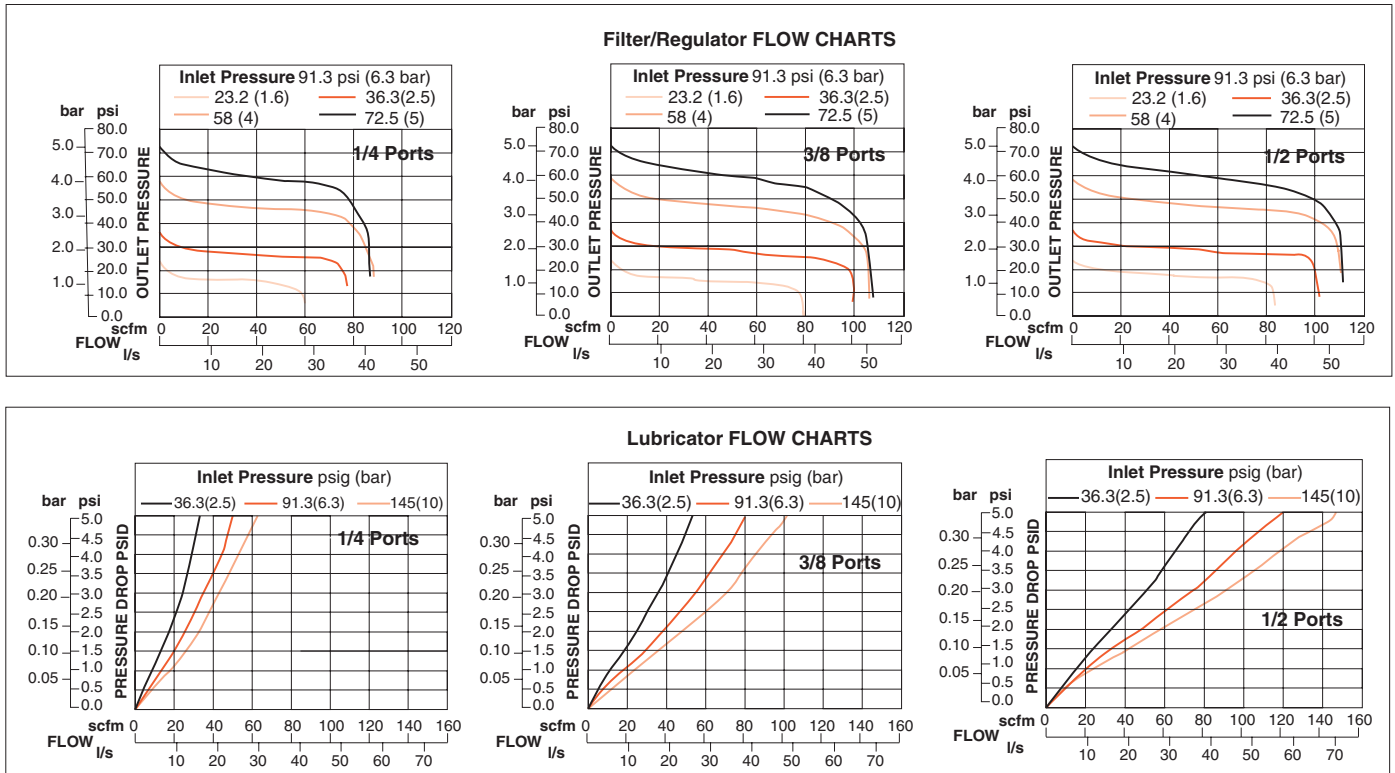 Filter/Regulator FLOW CHARTS
Inlet Pressure 91.3 psi (6.3 bar)
23.2 (1.6) 36.3(2.5)
58 (4) 72.5 (5)
bar psi
1/4 Ports
OUTLET PRESSURE
80.0
70.0
60.0
50.0
40.0
30.0
20.0
10.0
0.0
5.0
4.0
3.0
2.0
1.0
scfm
0 20 40 60 80 100 120
FLOW
l/s
10 20 30 40 50
Inlet Pressure 91.3 psi (6.3 bar)
23.2 (1.6) 36.3(2.5)
58 (4) 72.5 (5)
bar psi
3/8 Ports
OUTLET PRESSURE
80.0
70.0
60.0
50.0
40.0
30.0
20.0
10.0
0.0
5.0
4.0
3.0
2.0
1.0
scfm
0 20 40 60 80 100 120
FLOW
l/s
10 20 30 40 50
Inlet Pressure 91.3 psi (6.3 bar)
23.2 (1.6) 36.3(2.5)
58 (4) 72.5 (5)
bar psi
1/2 Ports
OUTLET PRESSURE
80.0
70.0
60.0
50.0
40.0
30.0
20.0
10.0
0.0
5.0
4.0
3.0
2.0
1.0
scfm
0 20 40 60 80 100 120
FLOW
l/s
10 20 30 40 50
Lubricator FLOW CHARTS
Inlet Pressure psig (bar)
36.3(2.5) 91.3(6.3) 145(10)
bar psi
1/4 Ports
PRESSURE DROP PSID
5.0
4.5
4.0
3.5
3.0
2.5
2.0
1.5
1.0
0.5
0.0
0.30
0.25
0.20
0.15
0.10
0.05
scfm
0 20 40 60 80 100 120 140 160
FLOW
l/s
10 20 30 40 50 60 70
Inlet Pressure psig (bar)
36.3(2.5) 91.3(6.3) 145(10)
bar psi
3/8 Ports
PRESSURE DROP PSID
5.0
4.5
4.0
3.5
3.0
2.5
2.0
1.5
1.0
0.5
0.0
0.30
0.25
0.20
0.15
0.10
0.05
scfm
0 20 40 60 80 100 120 140 160
FLOW
l/s
10 20 30 40 50 60 70
Inlet Pressure psig (bar)
36.3(2.5) 91.3(6.3) 145(10)
bar psi
1/2 Ports
PRESSURE DROP PSID
5.0
4.5
4.0
3.5
3.0
2.5
2.0
1.5
1.0
0.5
0.0
0.30
0.25
0.20
0.15
0.10
0.05
scfm
0 20 40 60 80 100 120 140 160
FLOW
l/s
10 20 30 40 50 60 70